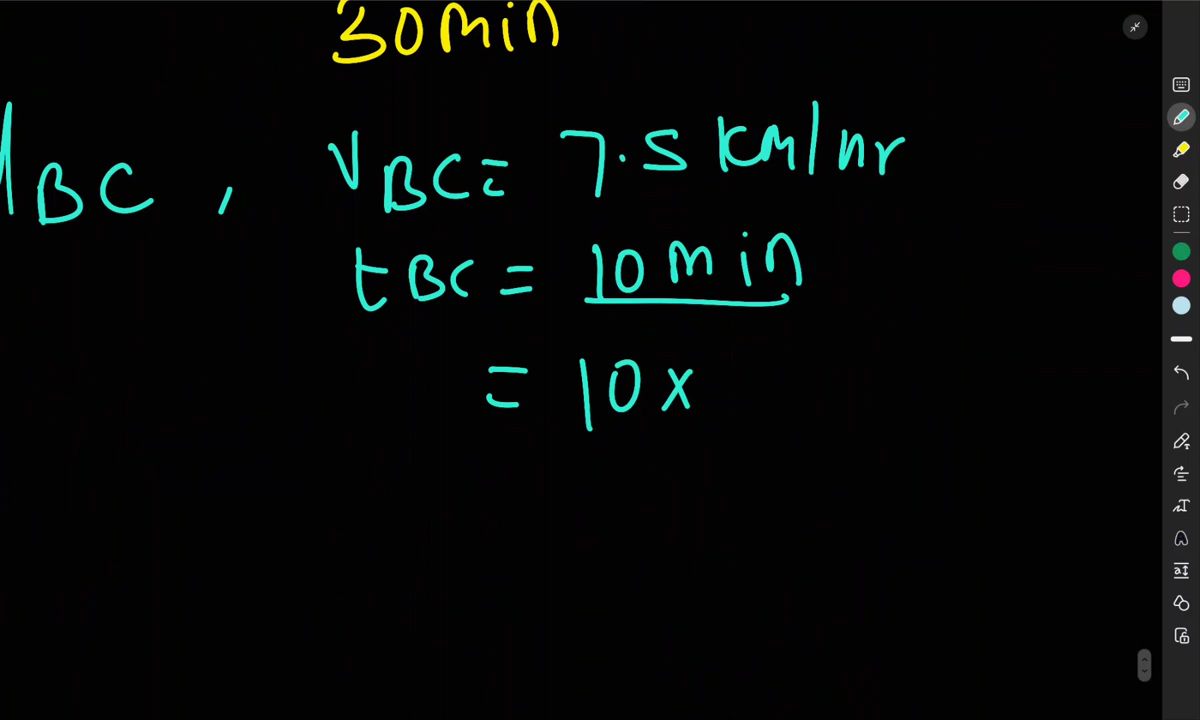 30min
BC , VBC = 7.5 km/hr
tBC = 10 min
= 10 x